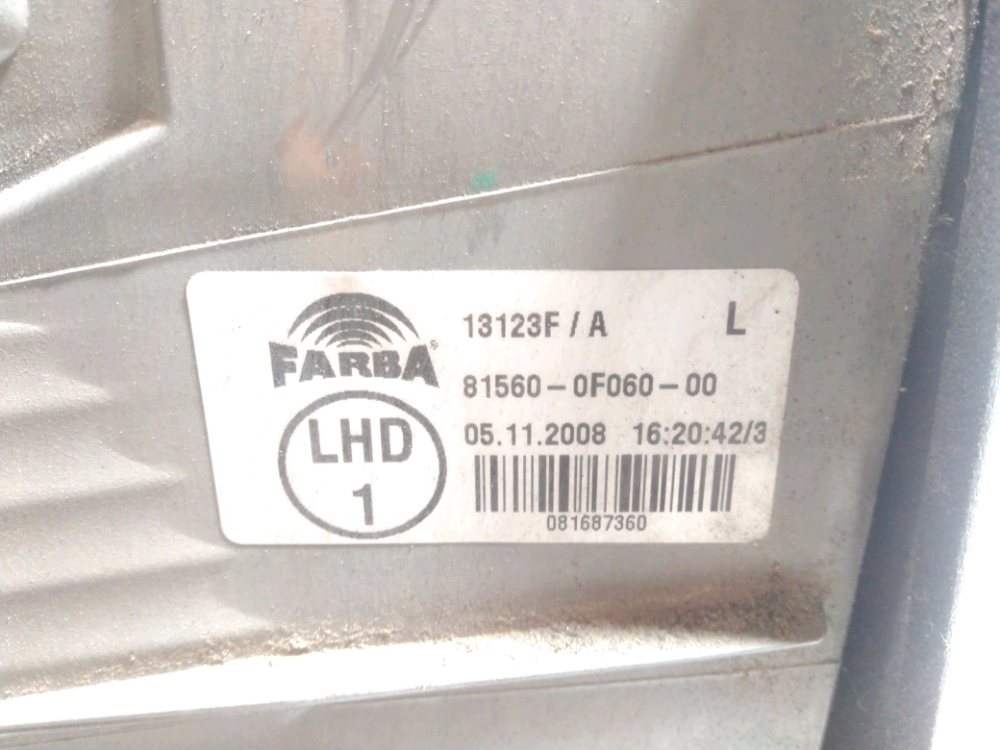 FARBA®
13123F / A L
81560-0F060-00
LHD
1
05.11.2008 16:20:42/3
081687360